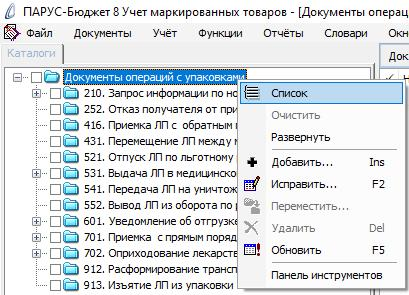 ПАРУС-Бюджет 8 Учет маркированных товаров - [Документы операц
Файл Документы Учёт Функции Отчёты Словари Окн
Каталоги
Документы операций с упаковками
210. Запрос информации по но
252. Отказ получателя от при
416. Приемка ЛП с обратным
431. Перемещение ЛП между м
521. Отпуск ЛП по льготному р
531. Выдача ЛП в медицинско
541. Передача ЛП на уничтож
552. Вывод ЛП из оборота по р
601. Уведомление об отгрузке
701. Приемка с прямым поряд
702. Оприходование лекарстве
912. Расформирование трансп
913. Изъятие ЛП из упаковки
Доку
Список
Очистить
Развернуть
Добавить... Ins
Исправить... F2
Переместить...
Удалить Del
Обновить F5
Панель инструментов